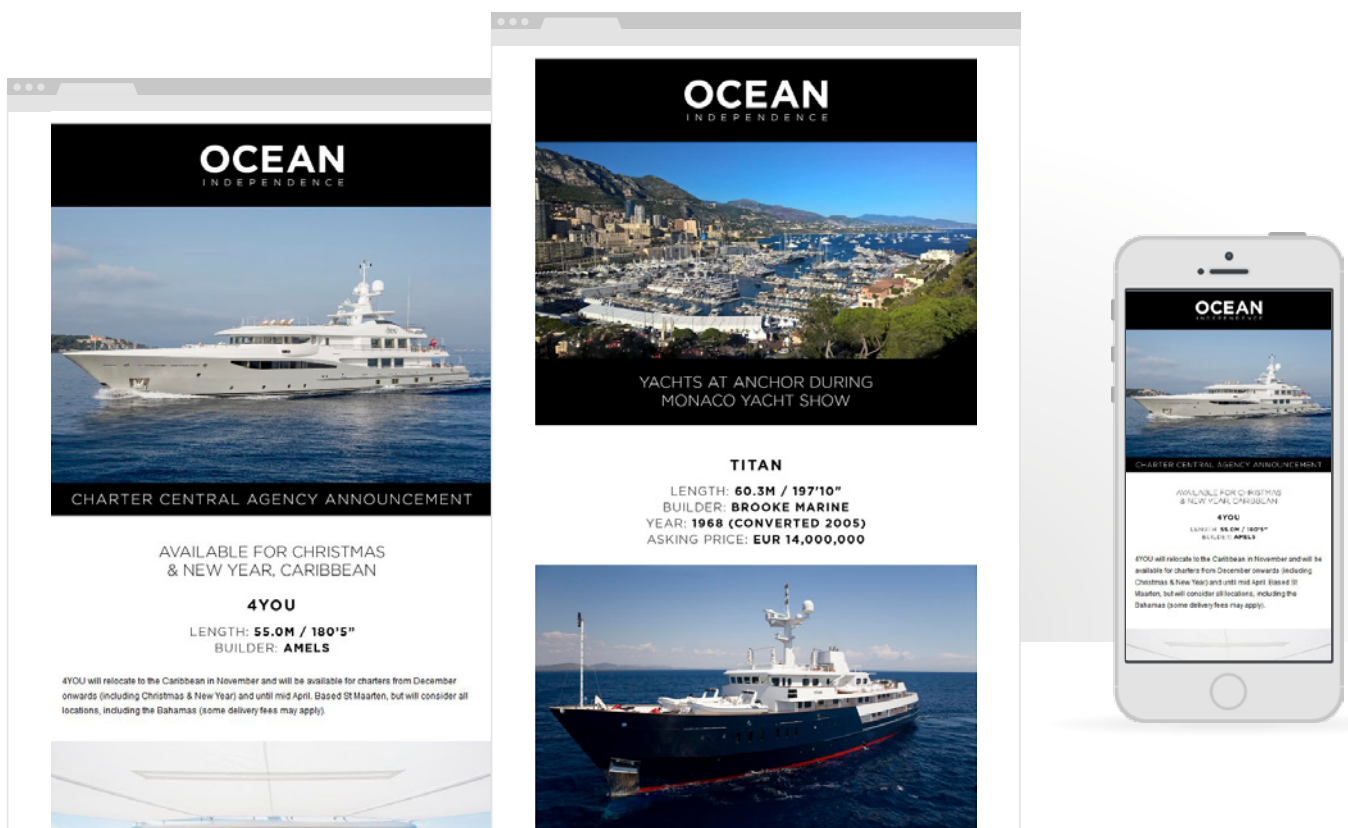 OCEAN
INDEPENDENCE
CHARTER CENTRAL AGENCY ANNOUNCEMENT
AVAILABLE FOR CHRISTMAS
& NEW YEAR, CARIBBEAN
4YOU
LENGTH: 55.0M / 180'5"
BUILDER: AMELS
4YOU will relocate to the Caribbean in November and will be available for charters from December
onwards (including Christmas & New Year) and until mid April. Based St Maarten, but will consider all
locations, including the Bahamas (some delivery fees may apply).
OCEAN
INDEPENDENCE
YACHTS AT ANCHOR DURING
MONACO YACHT SHOW
TITAN
LENGTH: 60.3M / 197'10"
BUILDER: BROOKE MARINE
YEAR: 1968 (CONVERTED 2005)
ASKING PRICE: EUR 14,000,000
OCEAN
INDEPENDENCE
CHARTER CENTRAL AGENCY ANNOUNCEMENT
AVAILABLE FOR CHRISTMAS
& NEW YEAR, CARIBBEAN
4YOU
LENGTH: 55.0M / 180'5"
BUILDER: AMELS
4YOU will relocate to the Caribbean in November and will be
available for charters from December onwards (including
Christmas & New Year) and until mid April. Based St
Maarten, but will consider all locations, including the
Bahamas (some delivery fees may apply).